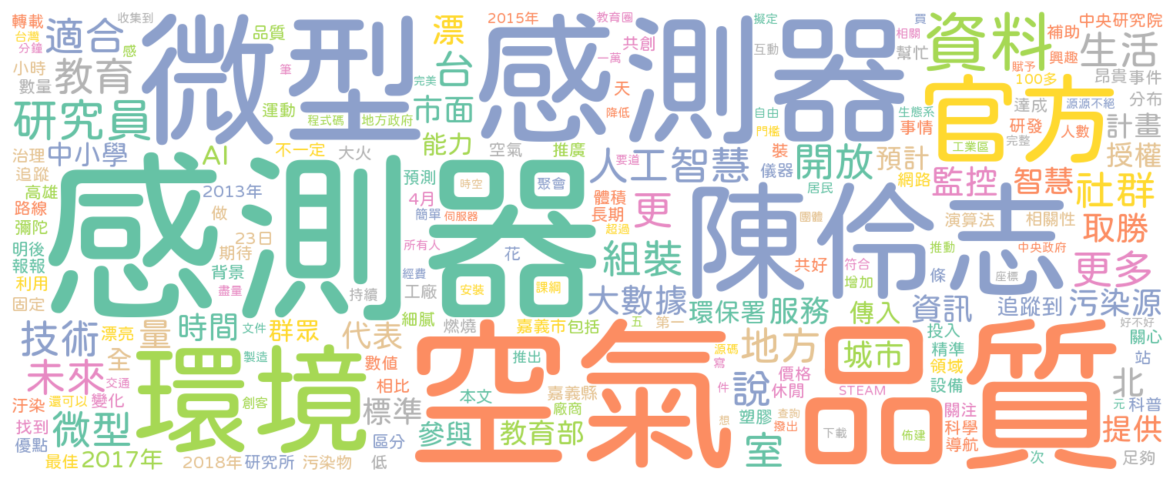 轉載 收集到 適合 微型感測器 漂 2015年 教育圈 擬定 買 資料 補助 中央研究院
台灣 分鐘 感 品質 筆 共創 一萬 互動 相關 幫忙 興趣 生活
小時 教育 完美 台 天 100多 昂貴 事件
數量 運動 程式碼 地方政府 市面 降低 自由 生態系 官方 達成 源源不絕 分布
研究員 門檻 事情 工業區 研發 人數 計畫
治理 中小學 AI 不一定 大火 能力 空氣 推廣 要道 人工智慧 裝 儀器 開放 預計 完整 授權
追蹤 感測器 預測 時空 聚會 體積 居民 網路 監控 智慧 社群
高雄 2013年 4月 長期 更 陳伶志
路線 做 簡單 伺服器 超過 團體 演算法 相關性 取勝
彌陀 23日 花 推動 中央政府
明後 期待 所有人 組裝 共好 符合 條 座標 更多
報報 背景 經費 增加
利用 盡量 工廠 安裝 課綱 大數據
固定 持續 細膩 環保署 服務 傳入 資訊 追蹤到 污染源
技術 漂亮 量 時間 文件 群眾 代表 燃燒 嘉義市 包括 五 第一 投入 好不好
全 環境 空氣品質 源碼 地方 城市 精準 關心
未來 交通 製造 數值 推出 寫 價格 領域 站
汙染 變化 還可以 相比 本文 嘉義縣 件 說 休閒 STEAM 設備 北 元 科普
找到 微型 創客 標準 廠商 塑膠 查詢 關注
優點 區分 參與 教育部 想 撥出 下載 佈建 科學 提供
最佳 2017年 2018年 研究所 污染物 低 室 導航 次 足夠